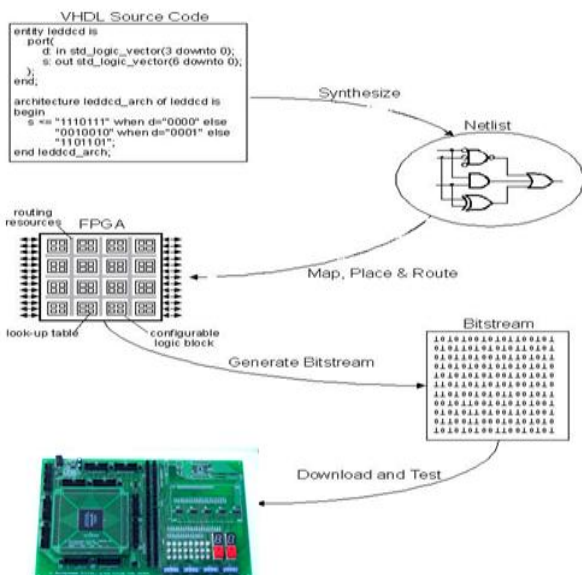 VHDL Source Code
entity leddcd is
port(
d: in std_logic_vector(3 downto 0);
s: out std_logic_vector(6 downto 0);
);
end;
architecture leddcd_arch of leddcd is
begin
s <= "1110111" when d="0000" else
"0010010" when d="0001" else
"1101101";
end leddcd_arch;
Synthesize
Netlist
routing
resources
FPGA
Map, Place & Route
look-up table
configurable
logic block
Generate Bitstream
Bitstream
Download and Test